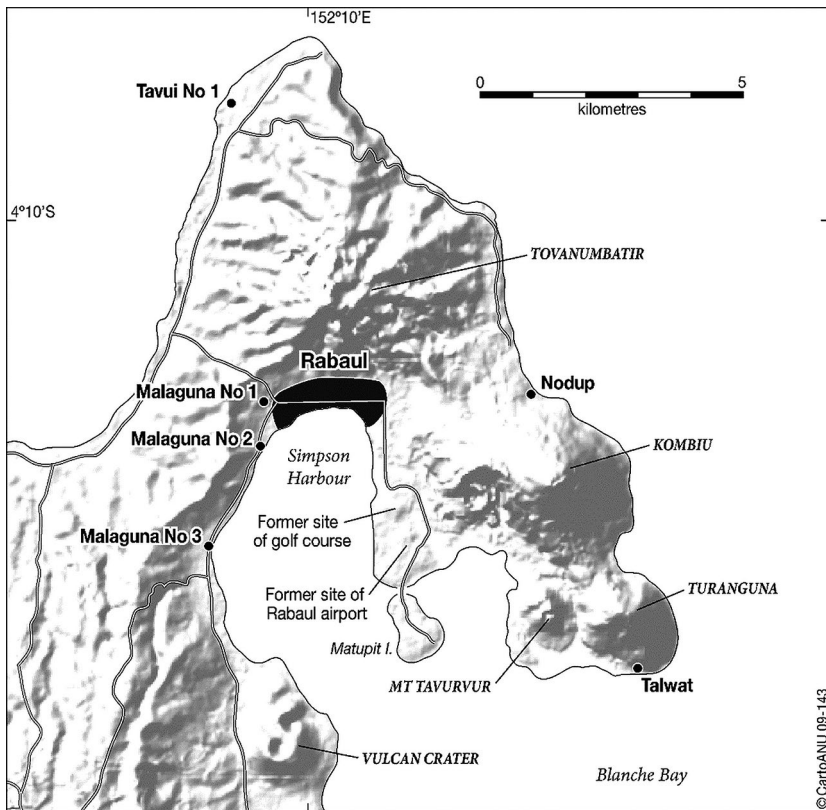 152°10'E
Tavui No 1
0
5
kilometres
4°10'S
TOVANUMBATIR
Rabaul
Malaguna No 1
Nodup
Malaguna No 2
Simpson
Harbour
KOMBIU
Former site
of golf course
Malaguna No 3
Former site of
Rabaul airport
TURANGUNA
Matupit I.
MT TAVURVUR
Talwat
VULCAN CRATER
Blanche Bay
© CartoANU 09-143